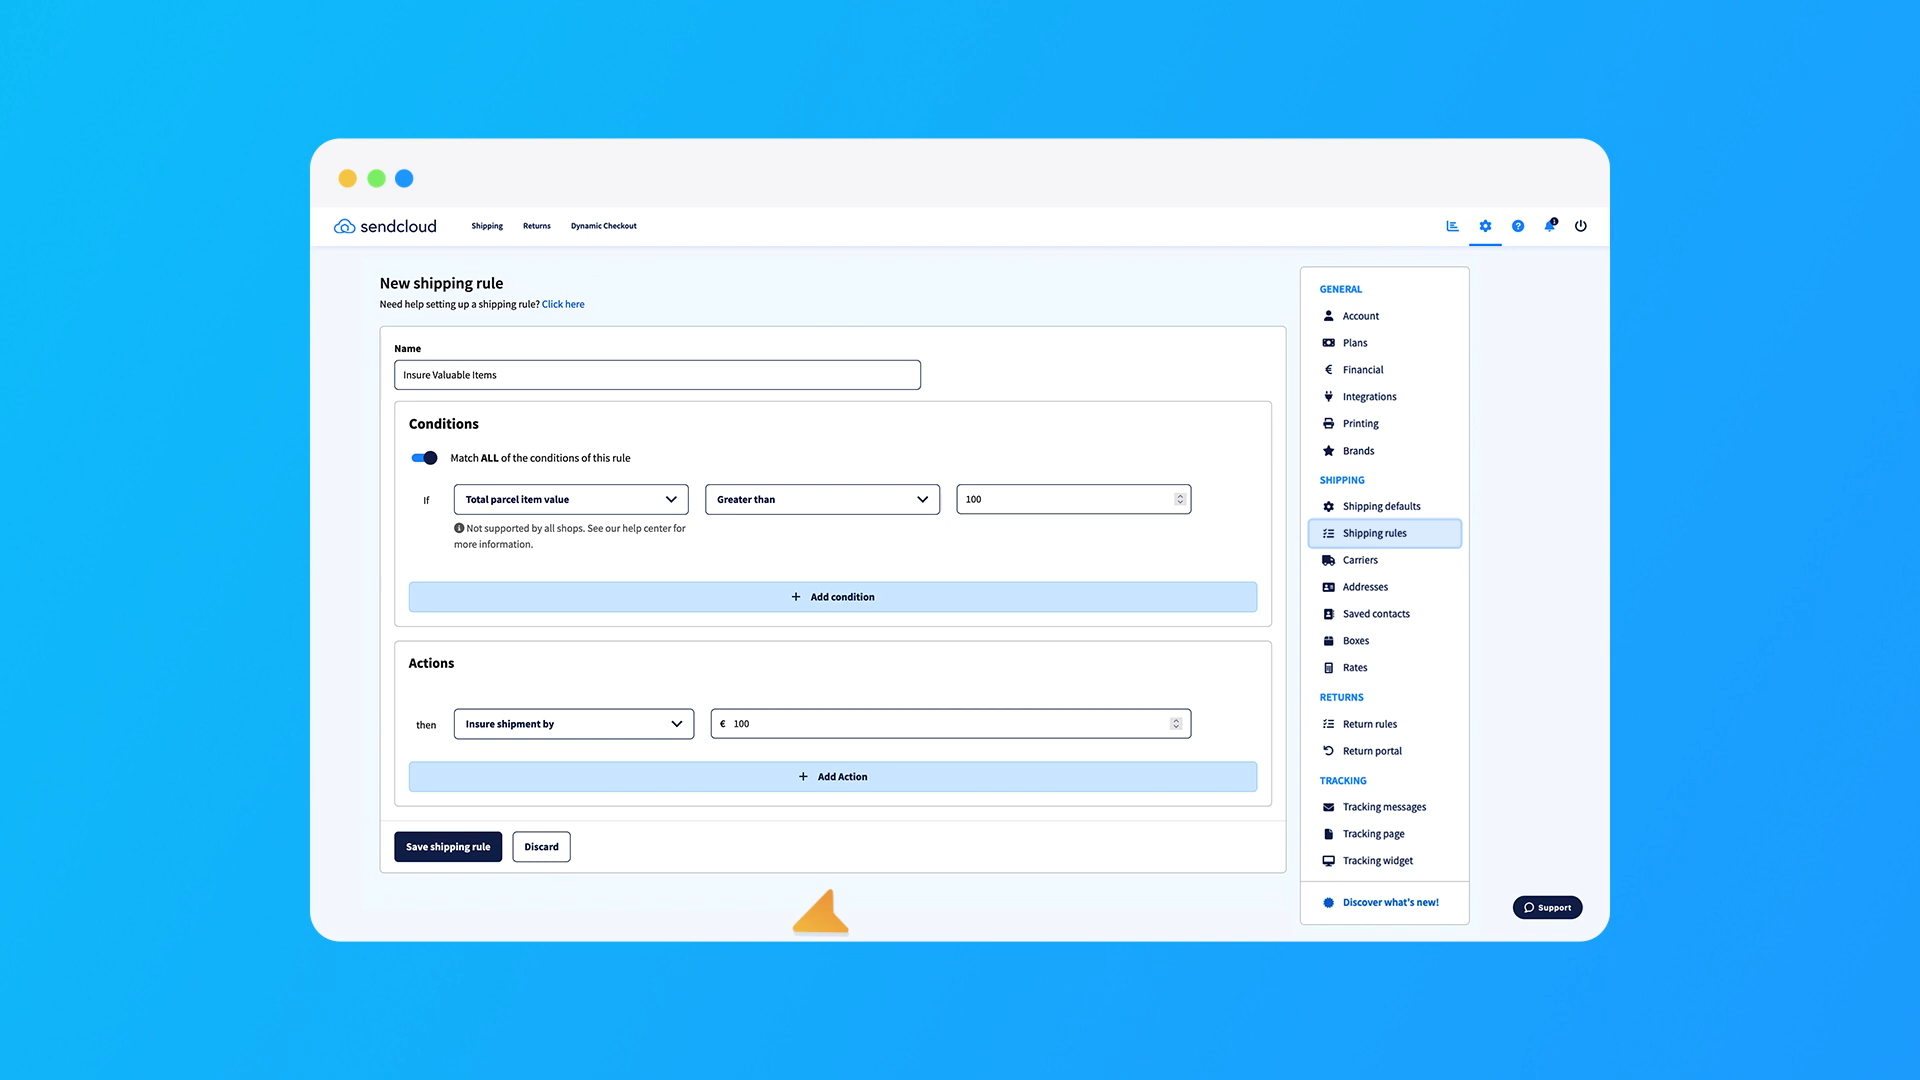 sendcloud
Shipping
Returns
Dynamic Checkout
1
New shipping rule
Need help setting up a shipping rule? Click here
Name
Insure Valuable Items
Conditions
Match ALL of the conditions of this rule
If
Total parcel item value
Greater than
100
Not supported by all shops. See our help center for
more information.
+ Add condition
Actions
then
Insure shipment by
€ 100
+ Add Action
Save shipping rule
Discard
GENERAL
Account
Plans
Financial
Integrations
Printing
Brands
SHIPPING
Shipping defaults
Shipping rules
Carriers
Addresses
Saved contacts
Boxes
Rates
RETURNS
Return rules
Return portal
TRACKING
Tracking messages
Tracking page
Tracking widget
Discover what's new!
Support